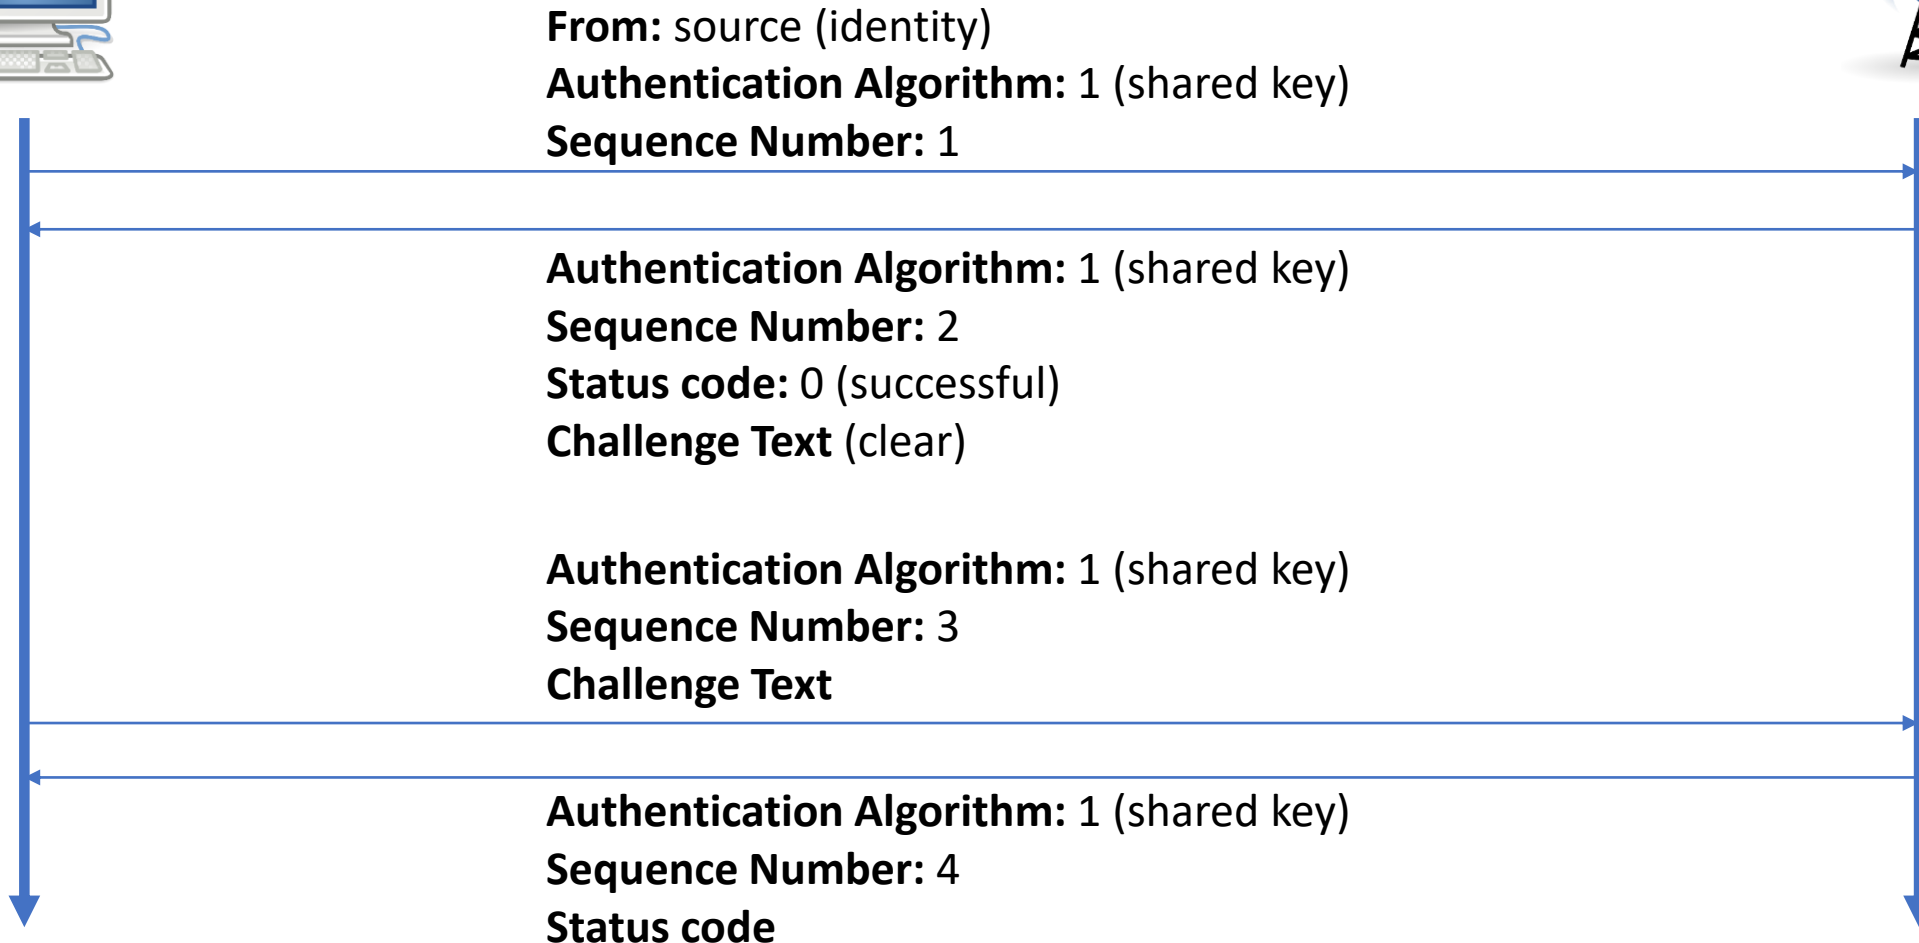 From: source (identity)
Authentication Algorithm: 1 (shared key)
Sequence Number: 1
Authentication Algorithm: 1 (shared key)
Sequence Number: 2
Status code: 0 (successful)
Challenge Text (clear)
Authentication Algorithm: 1 (shared key)
Sequence Number: 3
Challenge Text
Authentication Algorithm: 1 (shared key)
Sequence Number: 4
Status code